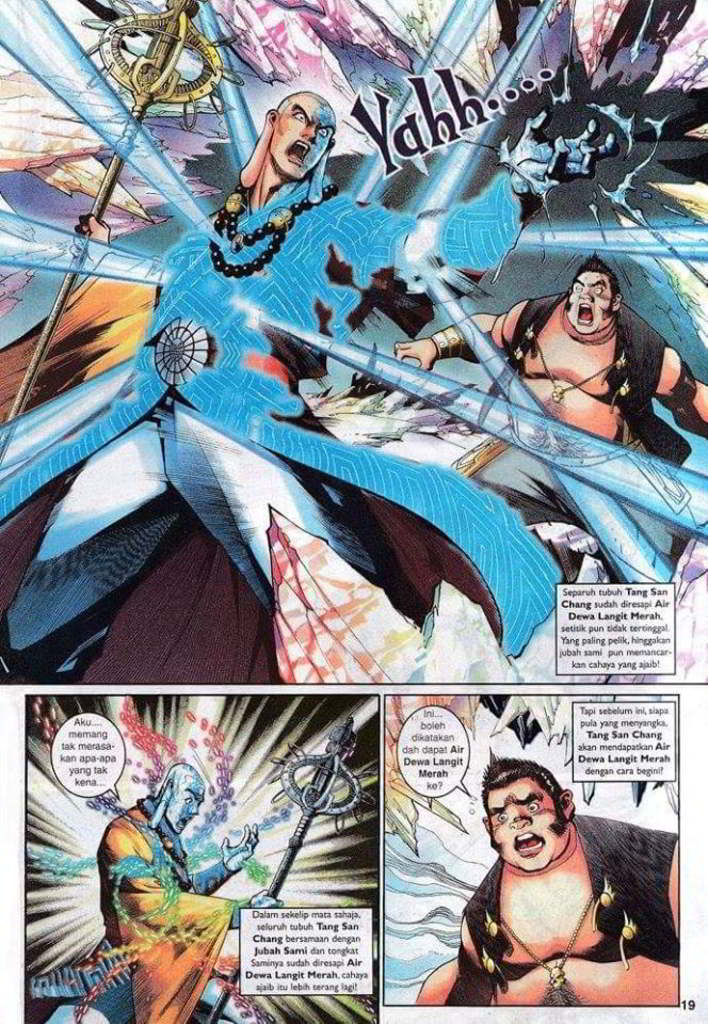 Yahh....
Separuh tubuh Tang San
Chang sudah diresapi Air
Dewa Langit Merah,
setitik pun tidak tertinggal.
Yang paling pelik, hinggakan
jubah sami pun memancar-
kan cahaya yang ajaib!
Aku....
memang
tak merasa-
kan apa-apa
yang tak
kena...
Dalam sekelip mata sahaja,
seluruh tubuh Tang San
Chang bersamaan dengan
Jubah Sami dan tongkat
Saminya sudah diresapi Air
Dewa Langit Merah, cahaya
ajaib itu lebih terang lagi!
Ini...
boleh
dikatakan
dah dapat Air
Dewa Langit
Merah
ke?
Tapi sebelum ini, siapa
pula yang menyangka,
Tang San Chang
akan mendapatkan Air
Dewa Langit Merah
dengan cara begini?
19